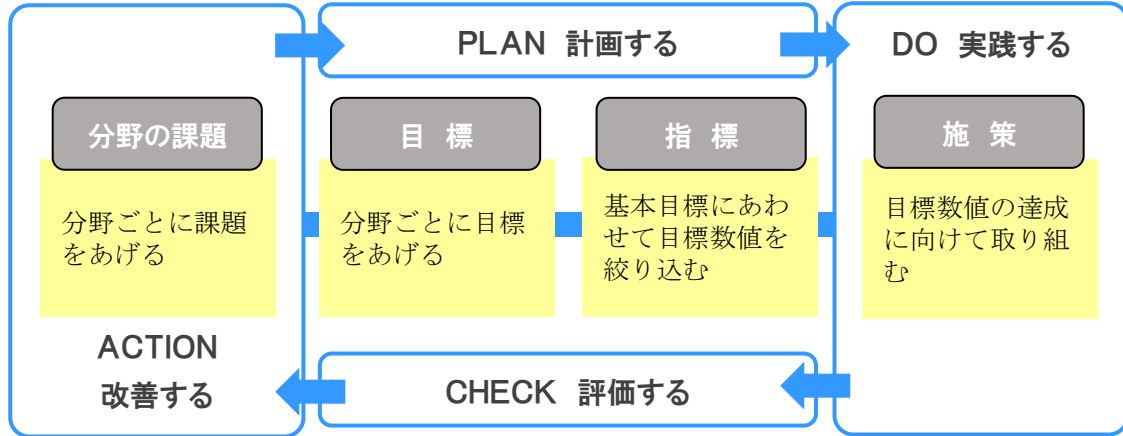 PLAN 計画する
DO 実践する
分野の課題
目 標
指 標
施 策
分野ごとに課題
をあげる
分野ごとに目標
をあげる
基本目標にあわ
せて目標数値を
絞り込む
目標数値の達成
に向けて取り組
む
ACTION
改善する
CHECK 評価する